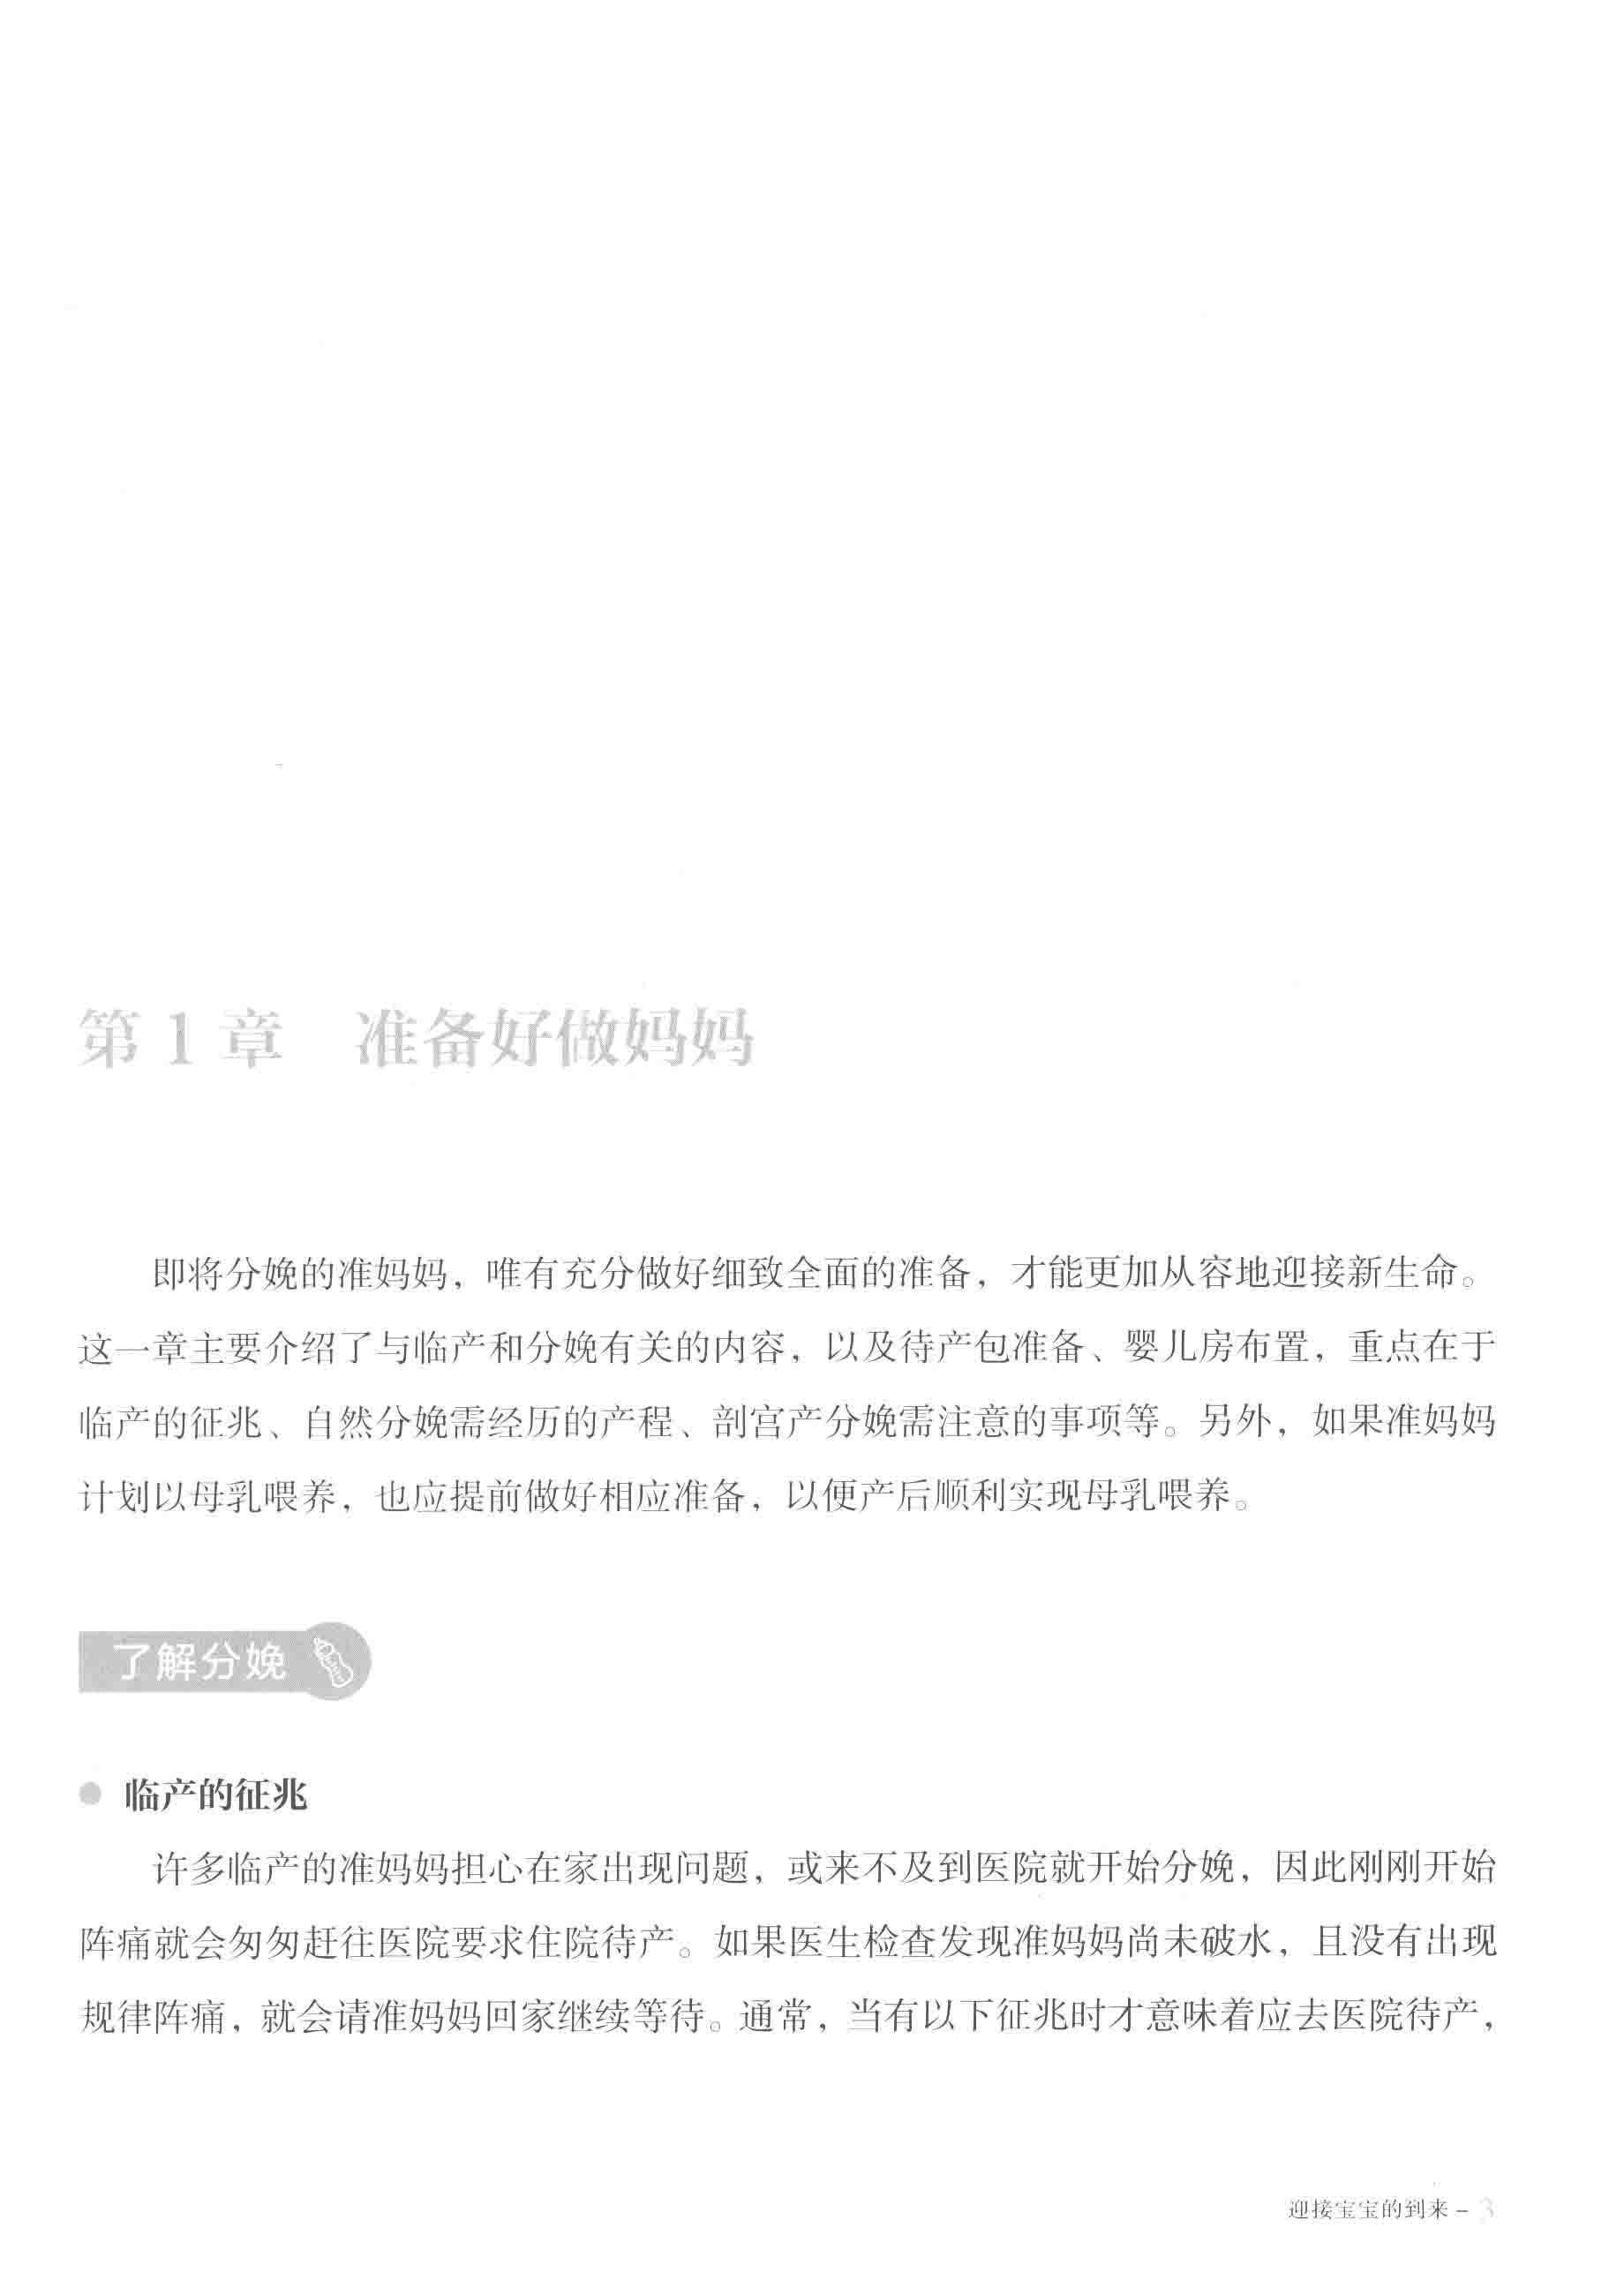 第1章 准备好做妈妈
即将分娩的准妈妈，唯有充分做好细致全面的准备，才能更加从容地迎接新生命。
这一章主要介绍了与临产和分娩有关的内容，以及待产包准备、婴儿房布置，重点在于
临产的征兆、自然分娩需经历的产程、剖宫产分娩需注意的事项等。另外，如果准妈妈
计划以母乳喂养，也应提前做好相应准备，以便产后顺利实现母乳喂养。
了解分娩
● 临产的征兆
许多临产的准妈妈担心在家出现问题，或来不及到医院就开始分娩，因此刚刚开始
阵痛就会匆匆赶往医院要求住院待产。如果医生检查发现准妈妈尚未破水，且没有出现
规律阵痛，就会请准妈妈回家继续等待。通常，当有以下征兆时才意味着应去医院待产，
迎接宝宝的到来 – 3